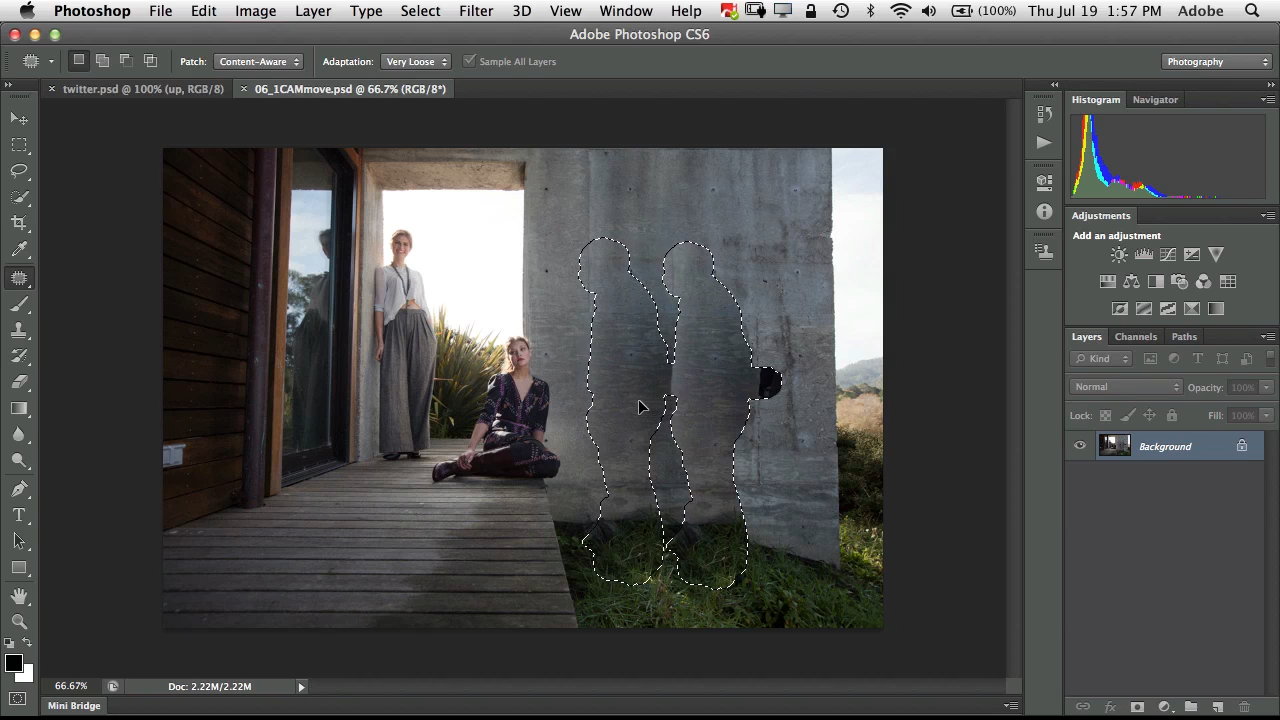 Photoshop File Edit Image Layer Type Select Filter 3D View Window Help (100%) Thu Jul 19 1:57 PM Adobe
Adobe Photoshop CS6
Patch: Content-Aware Adaptation: Very Loose Sample All Layers Photography
twitter.psd @ 100% (up, RGB/8) 06_1CAMmove.psd @ 66.7% (RGB/8*)
Histogram Navigator
Adjustments
Add an adjustment
Layers Channels Paths
Kind
Normal Opacity: 100%
Lock: Fill: 100%
Background
66.67% Doc: 2.22M/2.22M
Mini Bridge